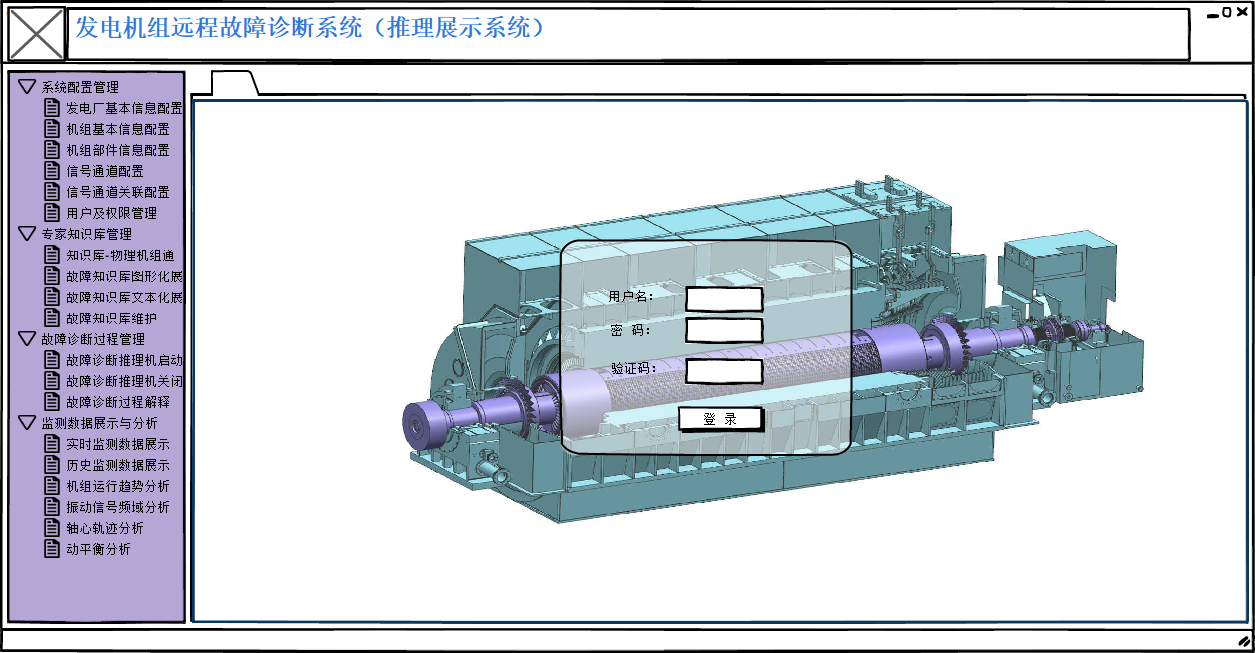 发电机组远程故障诊断系统（推理展示系统）
系统配置管理
发电厂基本信息配置
机组基本信息配置
机组部件信息配置
信号通道配置
信号通道关联配置
用户及权限管理
专家知识库管理
知识库-物理机组通
故障知识库图形化展
故障知识库文本化展
故障知识库维护
故障诊断过程管理
故障诊断推理机启动
故障诊断推理机关闭
故障诊断过程解释
监测数据展示与分析
实时监测数据展示
历史监测数据展示
机组运行趋势分析
振动信号频域分析
轴心轨迹分析
动平衡分析
用户名：
密 码：
验证码：
登 录